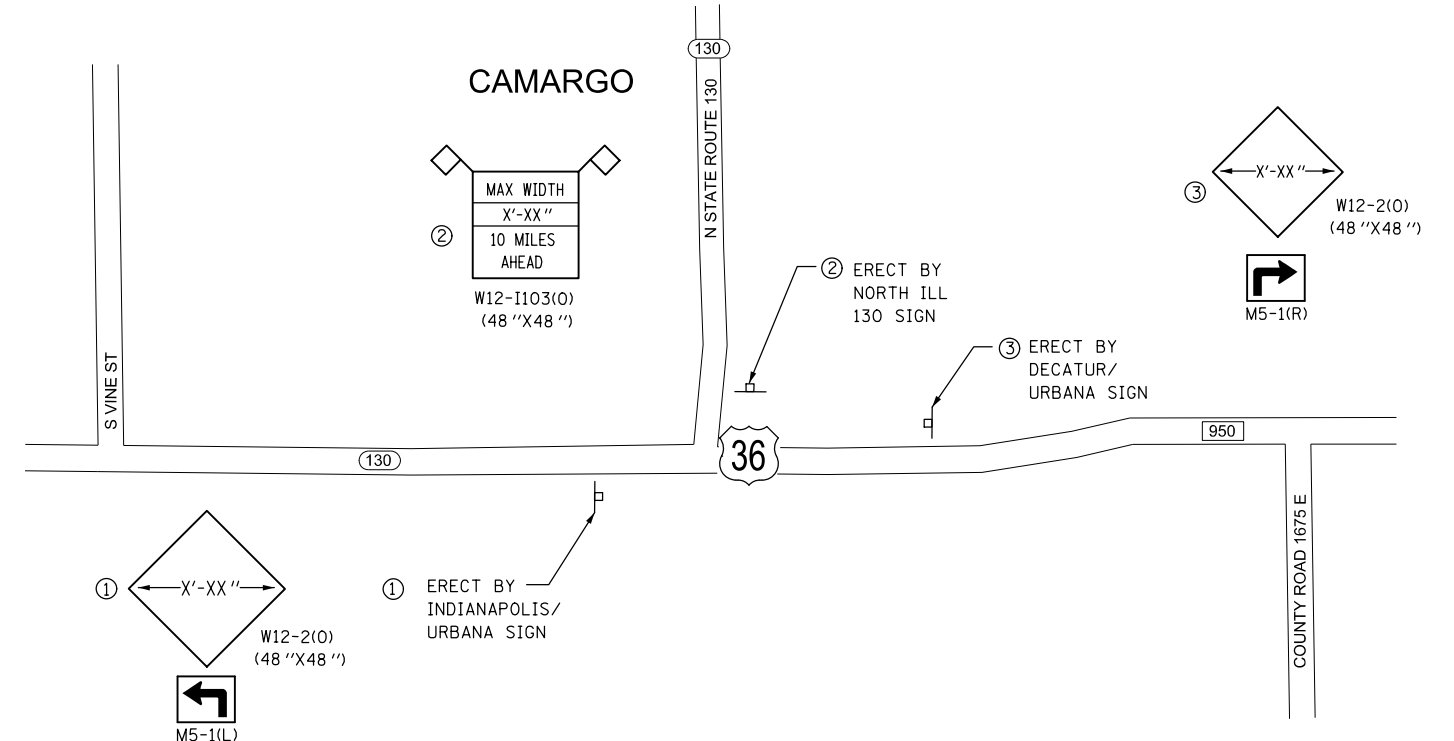 130
CAMARGO
N STATE ROUTE 130
MAX WIDTH
X'-XX"
10 MILES
AHEAD
②
W12-I103(O)
(48"X48")
③
X'-XX"
W12-2(O)
(48"X48")
M5-1(R)
② ERECT BY
NORTH ILL
130 SIGN
③ ERECT BY
DECATUR/
URBANA SIGN
S VINE ST
130
36
950
COUNTY ROAD 1675 E
①
X'-XX"
W12-2(O)
(48"X48")
M5-1(L)
① ERECT BY
INDIANAPOLIS/
URBANA SIGN